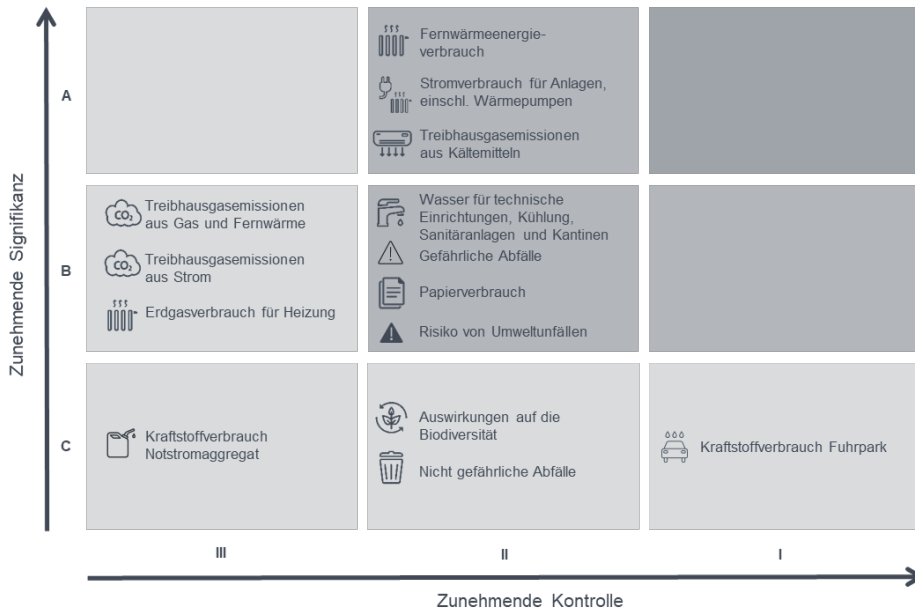 Zunehmende Signifikanz
A
Fernwärmeenergie-
verbrauch
Stromverbrauch für Anlagen,
einschl. Wärmepumpen
Treibhausgasemissionen
aus Kältemitteln
B
CO₂
Treibhausgasemissionen
aus Gas und Fernwärme
CO₂
Treibhausgasemissionen
aus Strom
Erdgasverbrauch für Heizung
Wasser für technische
Einrichtungen, Kühlung,
Sanitäranlagen und Kantinen
Gefährliche Abfälle
Papierverbrauch
Risiko von Umweltunfällen
C
Kraftstoffverbrauch
Notstromaggregat
Auswirkungen auf die
Biodiversität
Nicht gefährliche Abfälle
Kraftstoffverbrauch Fuhrpark
III
II
I
Zunehmende Kontrolle